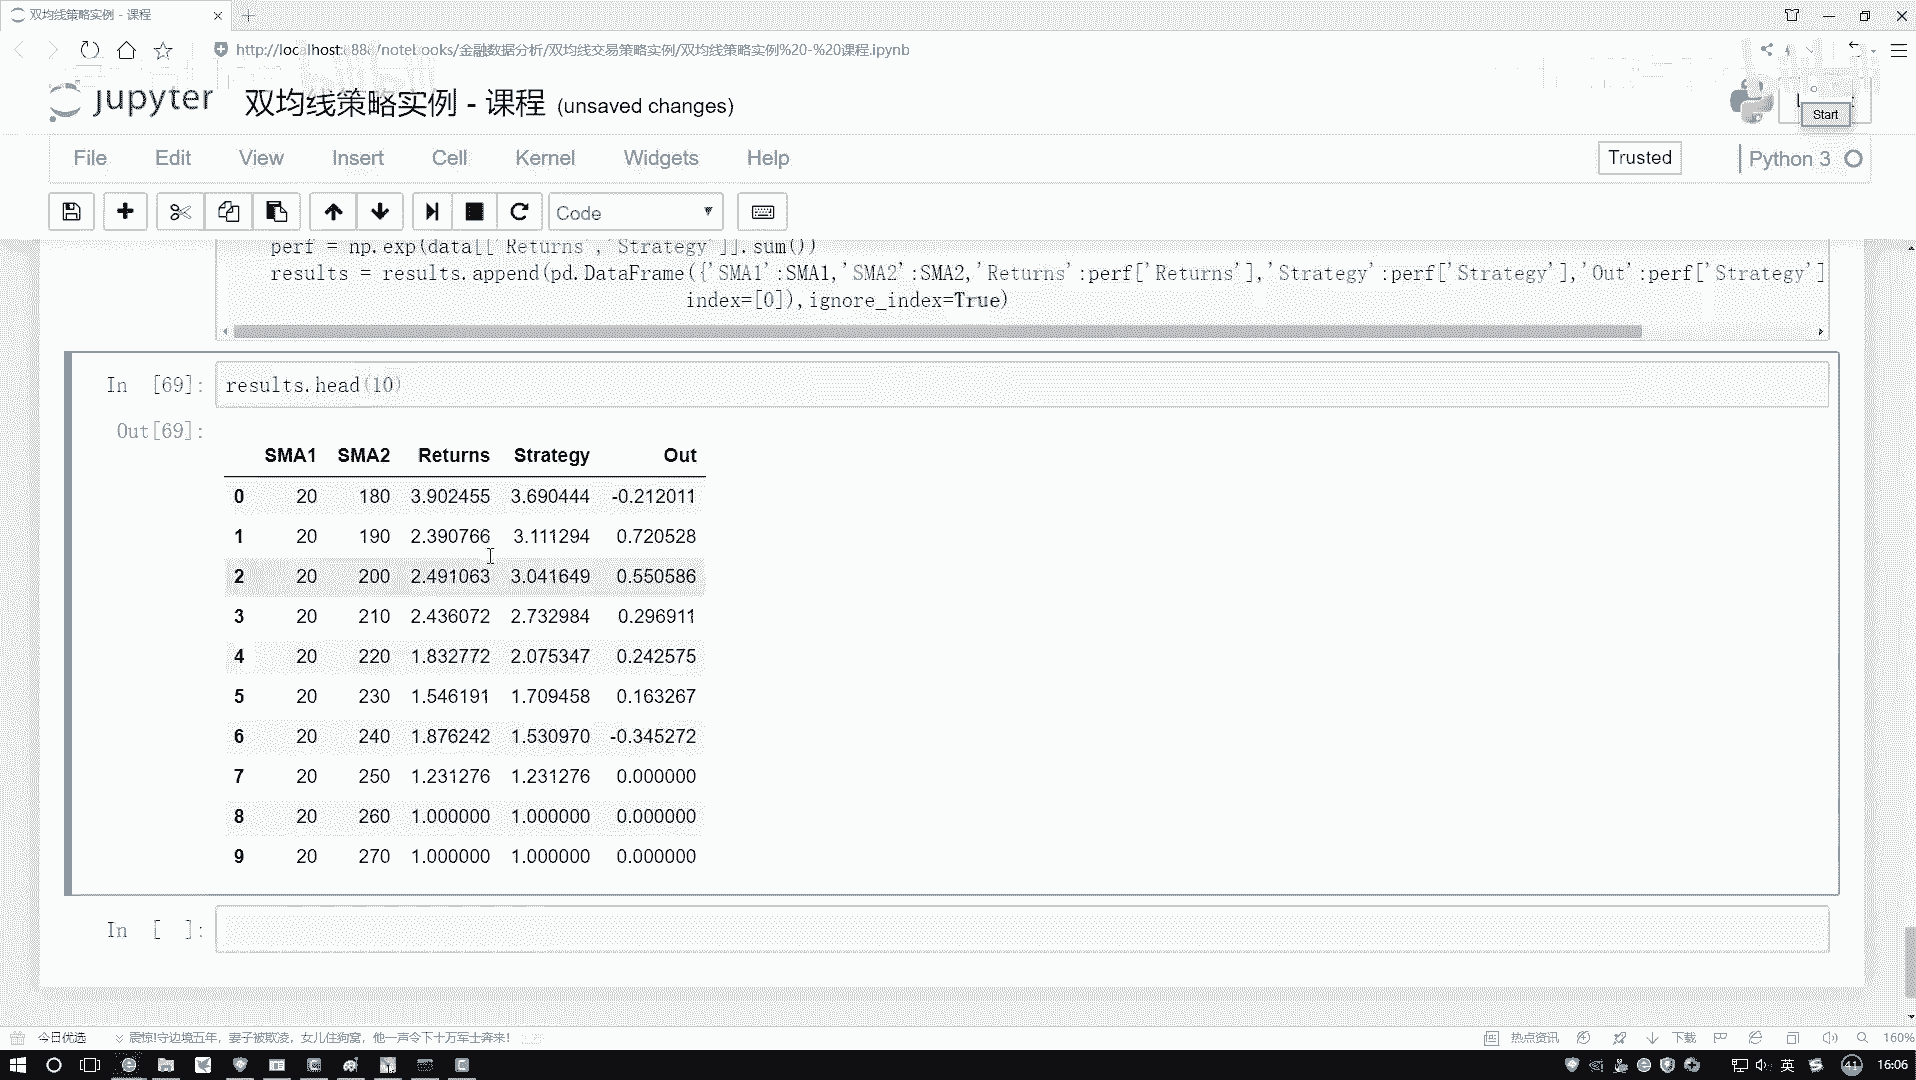 双均线策略实例 - 课程
http://localhost:888/notebooks/金融数据分析/双均线交易策略实例/双均线策略实例%20-%20课程.ipynb
jupyter 双均线策略实例 - 课程 (unsaved changes)
Start
File Edit View Insert Cell Kernel Widgets Help
Trusted Python 3
Code
perf = np.exp(data[['Returns','Strategy']].sum())
results = results.append(pd.DataFrame({'SMA1':SMA1,'SMA2':SMA2,'Returns':perf['Returns'],'Strategy':perf['Strategy'],'Out':perf['Strategy']
index=[0]),ignore_index=True)
In [69]: results.head(10)
Out[69]:
SMA1 SMA2 Returns Strategy Out
0 20 180 3.902455 3.690444 -0.212011
1 20 190 2.390766 3.111294 0.720528
2 20 200 2.491063 3.041649 0.550586
3 20 210 2.436072 2.732984 0.296911
4 20 220 1.832772 2.075347 0.242575
5 20 230 1.546191 1.709458 0.163267
6 20 240 1.876242 1.530970 -0.345272
7 20 250 1.231276 1.231276 0.000000
8 20 260 1.000000 1.000000 0.000000
9 20 270 1.000000 1.000000 0.000000
In [ ]:
今日优选 震惊!守边境五年，妻子被欺凌，女儿住狗窝，他一声令下十万军士奔来!
热点资讯 下载 160%
英 41 16:06